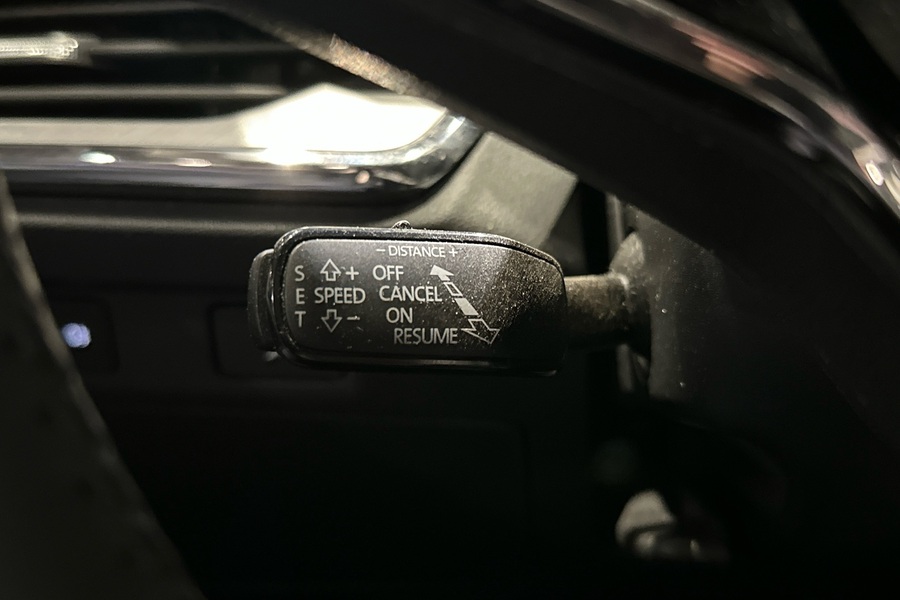 - DISTANCE +
S + OFF
E SPEED CANCEL
T - ON
RESUME